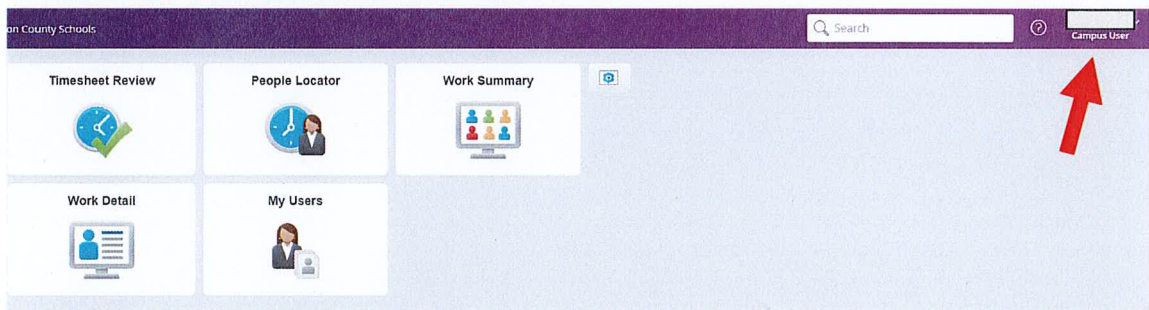 on County Schools
Search
?
Campus User
Timesheet Review
People Locator
Work Summary
Work Detail
My Users